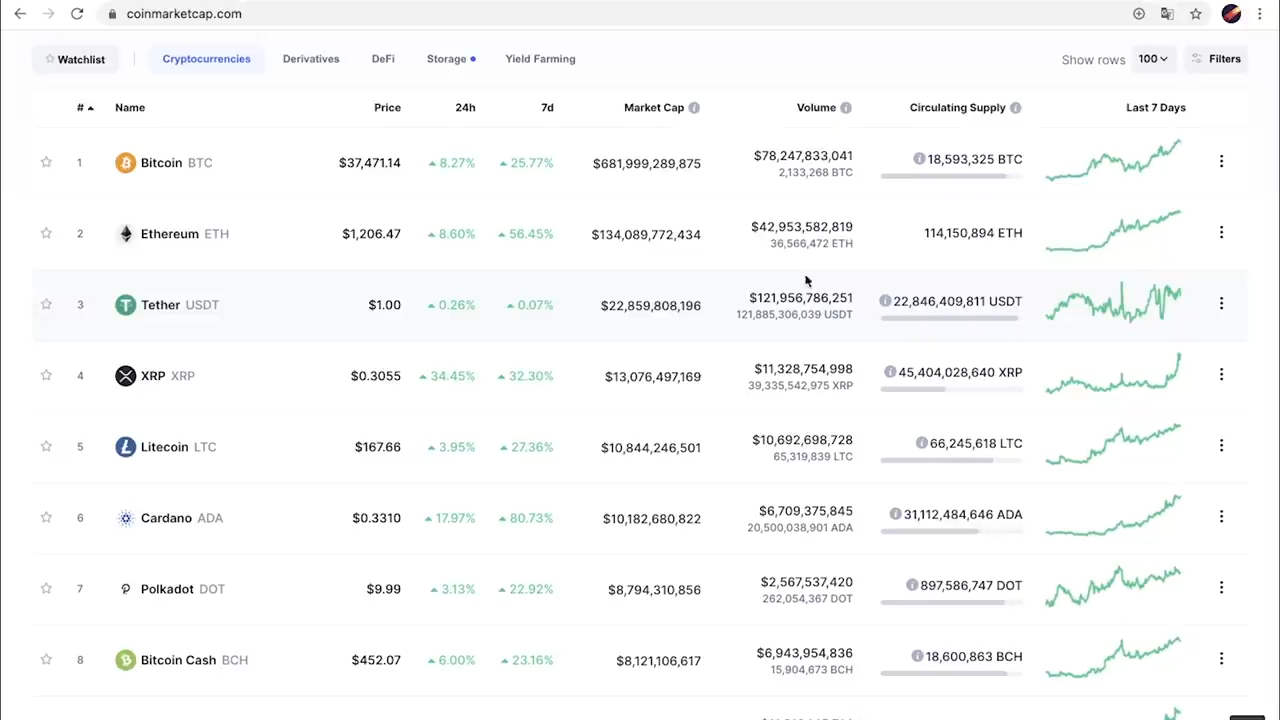 coinmarketcap.com
Watchlist Cryptocurrencies Derivatives DeFi Storage Yield Farming Show rows 100 Filters
# Name Price 24h 7d Market Cap Volume Circulating Supply Last 7 Days
1 Bitcoin BTC $37,471.14 8.27% 25.77% $681,999,289,875 $78,247,833,041 18,593,325 BTC
2,133,268 BTC
2 Ethereum ETH $1,206.47 8.60% 56.45% $134,089,772,434 $42,953,582,819 114,150,894 ETH
36,566,472 ETH
3 Tether USDT $1.00 0.26% 0.07% $22,859,808,196 $121,956,786,251 22,846,409,811 USDT
121,885,306,039 USDT
4 XRP XRP $0.3055 34.45% 32.30% $13,076,497,169 $11,328,754,998 45,404,028,640 XRP
39,335,542,975 XRP
5 Litecoin LTC $167.66 3.95% 27.36% $10,844,246,501 $10,692,698,728 66,245,618 LTC
65,319,839 LTC
6 Cardano ADA $0.3310 17.97% 80.73% $10,182,680,822 $6,709,375,845 31,112,484,646 ADA
20,500,038,901 ADA
7 Polkadot DOT $9.99 3.13% 22.92% $8,794,310,856 $2,567,537,420 897,586,747 DOT
262,054,367 DOT
8 Bitcoin Cash BCH $452.07 6.00% 23.16% $8,121,106,617 $6,943,954,836 18,600,863 BCH
15,904,673 BCH